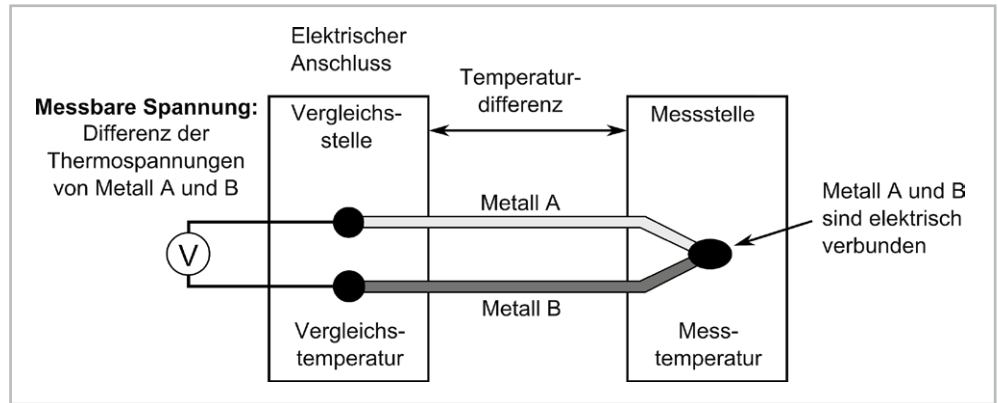 Elektrischer
Anschluss
Messbare Spannung:
Differenz der
Thermospannungen
von Metall A und B
Vergleichs-
stelle
Temperatur-
differenz
Messstelle
Metall A
Metall B
V
Metall A und B
sind elektrisch
verbunden
Vergleichs-
temperatur
Mess-
temperatur